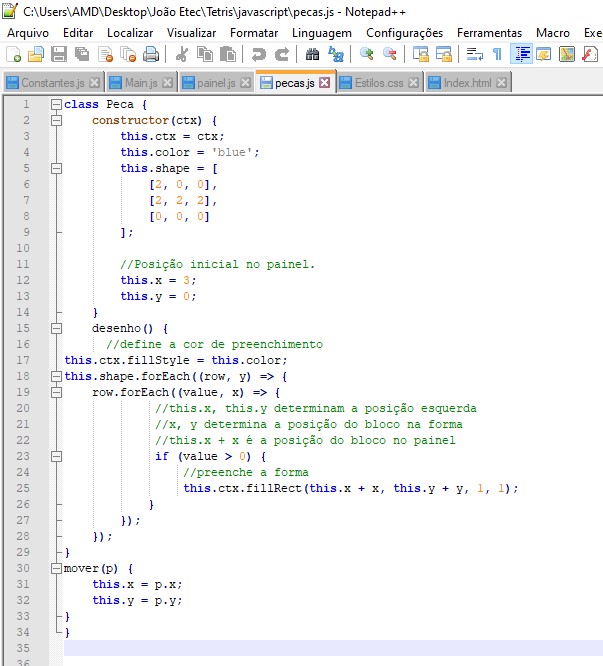 C:\Users\AMD\Desktop\João Etec\Tetris\javascript\pecas.js - Notepad++
Arquivo Editar Localizar Visualizar Formatar Linguagem Configurações Ferramentas Macro Exe
Constantes.js Main.js painel.js pecas.js Estilos.css Index.html
1 class Peca {
2 constructor(ctx) {
3 this.ctx = ctx;
4 this.color = 'blue';
5 this.shape = [
6 [2, 0, 0],
7 [2, 2, 2],
8 [0, 0, 0]
9 ];
10
11 //Posição inicial no painel.
12 this.x = 3;
13 this.y = 0;
14 }
15 desenho() {
16 //define a cor de preenchimento
17 this.ctx.fillStyle = this.color;
18 this.shape.forEach((row, y) => {
19 row.forEach((value, x) => {
20 //this.x, this.y determinam a posição esquerda
21 //x, y determina a posição do bloco na forma
22 //this.x + x é a posição do bloco no painel
23 if (value > 0) {
24 //preenche a forma
25 this.ctx.fillRect(this.x + x, this.y + y, 1, 1);
26 }
27 });
28 });
29 }
30 mover(p) {
31 this.x = p.x;
32 this.y = p.y;
33 }
34 }
35
36